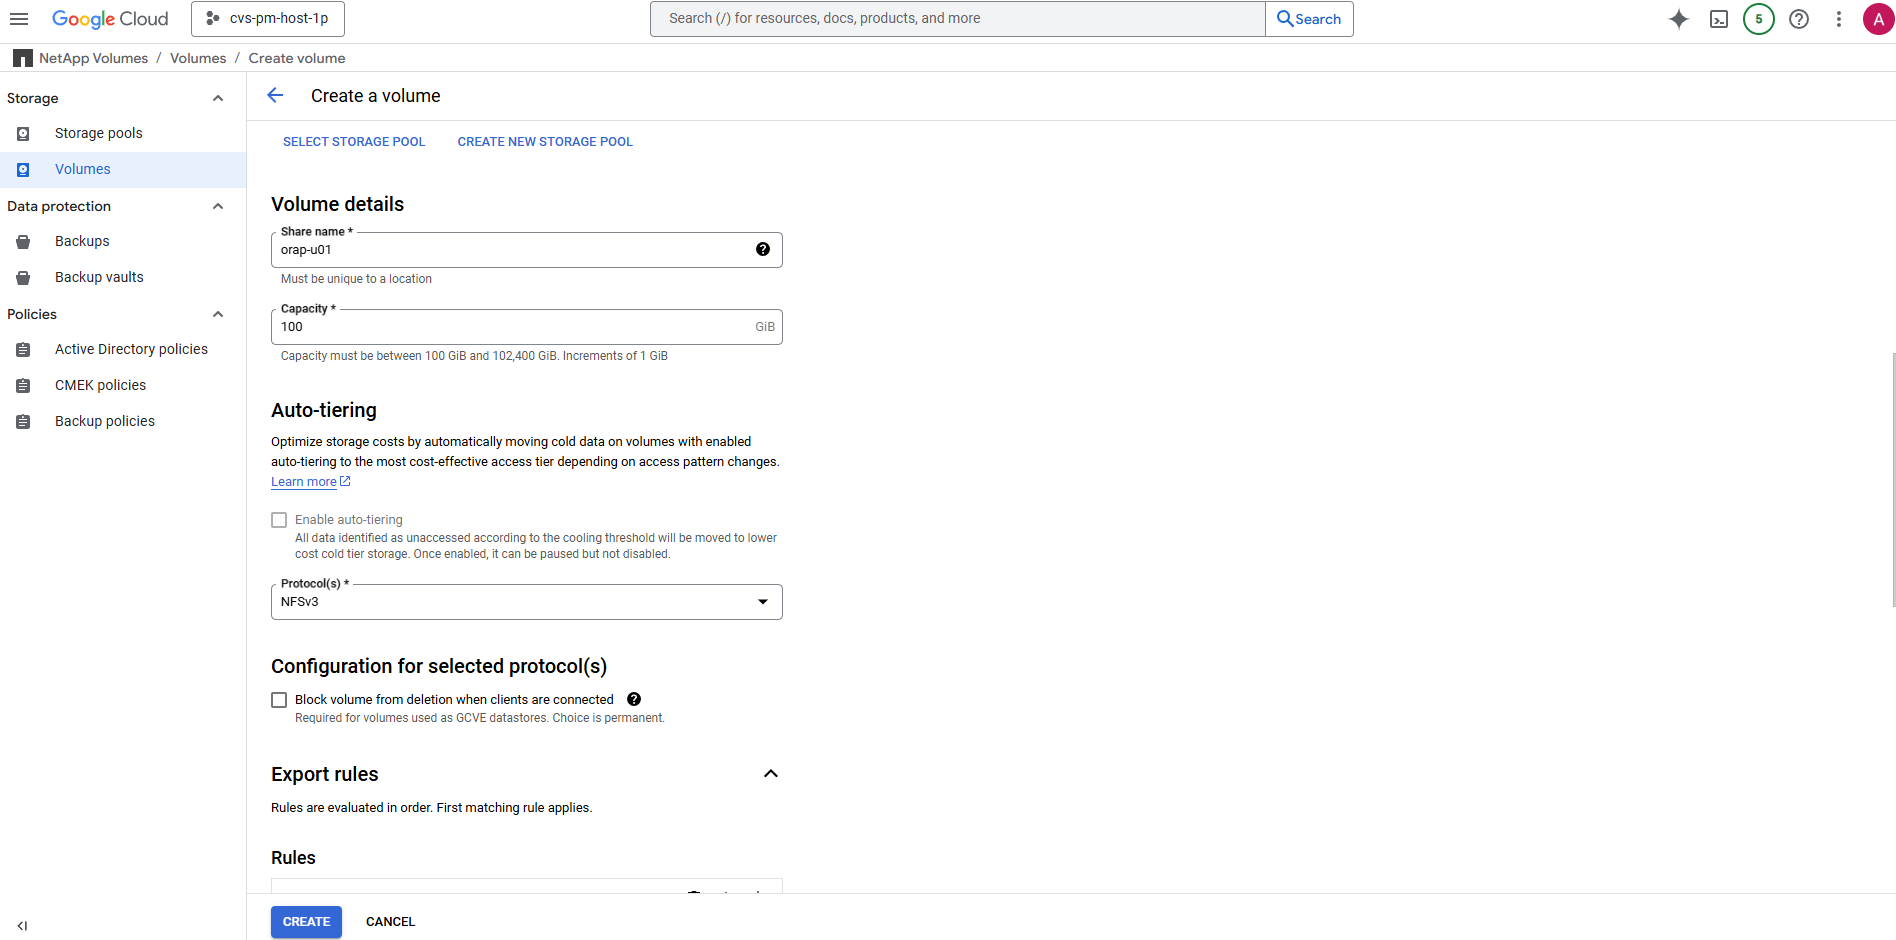 Google Cloud
cvs-pm-host-1p
Search (/) for resources, docs, products, and more
Search
5
A
NetApp Volumes / Volumes / Create volume
Storage
Storage pools
Volumes
Data protection
Backups
Backup vaults
Policies
Active Directory policies
CMEK policies
Backup policies
Create a volume
SELECT STORAGE POOL
CREATE NEW STORAGE POOL
Volume details
Share name *
orap-u01
Must be unique to a location
Capacity *
100
GiB
Capacity must be between 100 GiB and 102,400 GiB. Increments of 1 GiB
Auto-tiering
Optimize storage costs by automatically moving cold data on volumes with enabled
auto-tiering to the most cost-effective access tier depending on access pattern changes.
Learn more
Enable auto-tiering
All data identified as unaccessed according to the cooling threshold will be moved to lower
cost cold tier storage. Once enabled, it can be paused but not disabled.
Protocol(s) *
NFSv3
Configuration for selected protocol(s)
Block volume from deletion when clients are connected
Required for volumes used as GCVE datastores. Choice is permanent.
Export rules
Rules are evaluated in order. First matching rule applies.
Rules
CREATE
CANCEL